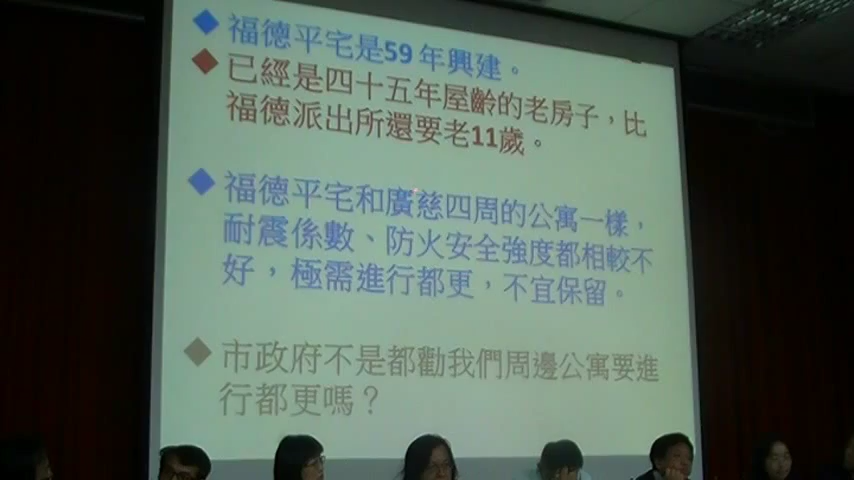 ◆福德平宅是59年興建。
◆已經是四十五年屋齡的老房子，比
福德派出所還要老11歲。
◆福德平宅和廣慈四周的公寓一樣，
耐震係數、防火安全強度都相較不
好，極需進行都更，不宜保留。
◆市政府不是都勸我們周邊公寓要進
行都更嗎？